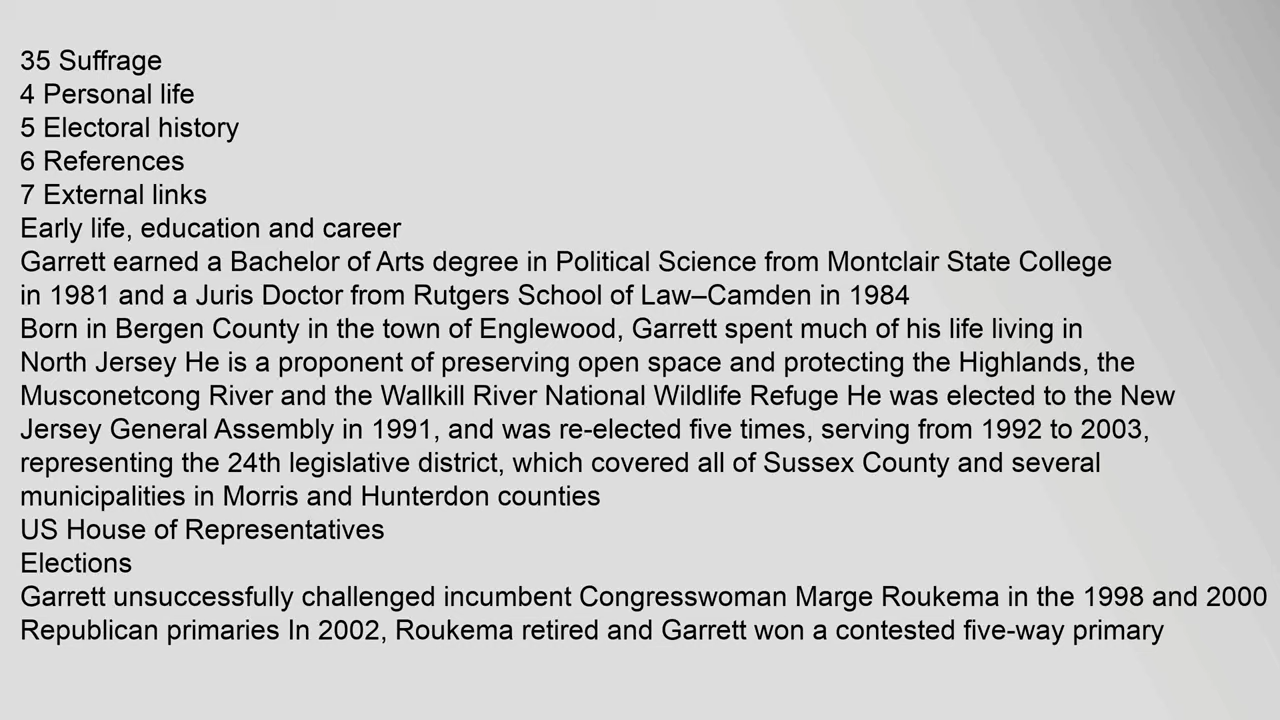 35 Suffrage
4 Personal life
5 Electoral history
6 References
7 External links
Early life, education and career
Garrett earned a Bachelor of Arts degree in Political Science from Montclair State College
in 1981 and a Juris Doctor from Rutgers School of Law–Camden in 1984
Born in Bergen County in the town of Englewood, Garrett spent much of his life living in
North Jersey He is a proponent of preserving open space and protecting the Highlands, the
Musconetcong River and the Wallkill River National Wildlife Refuge He was elected to the New
Jersey General Assembly in 1991, and was re-elected five times, serving from 1992 to 2003,
representing the 24th legislative district, which covered all of Sussex County and several
municipalities in Morris and Hunterdon counties
US House of Representatives
Elections
Garrett unsuccessfully challenged incumbent Congresswoman Marge Roukema in the 1998 and 2000
Republican primaries In 2002, Roukema retired and Garrett won a contested five-way primary